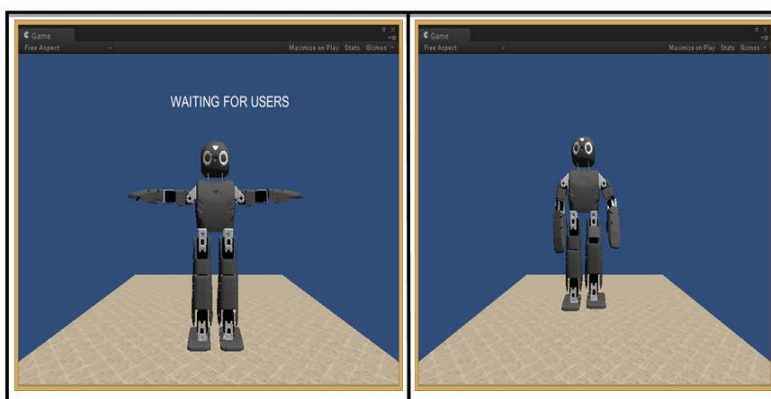 Game
Free Aspect
Maximize on Play Stats Gizmos
WAITING FOR USERS
Game
Free Aspect
Maximize on Play Stats Gizmos